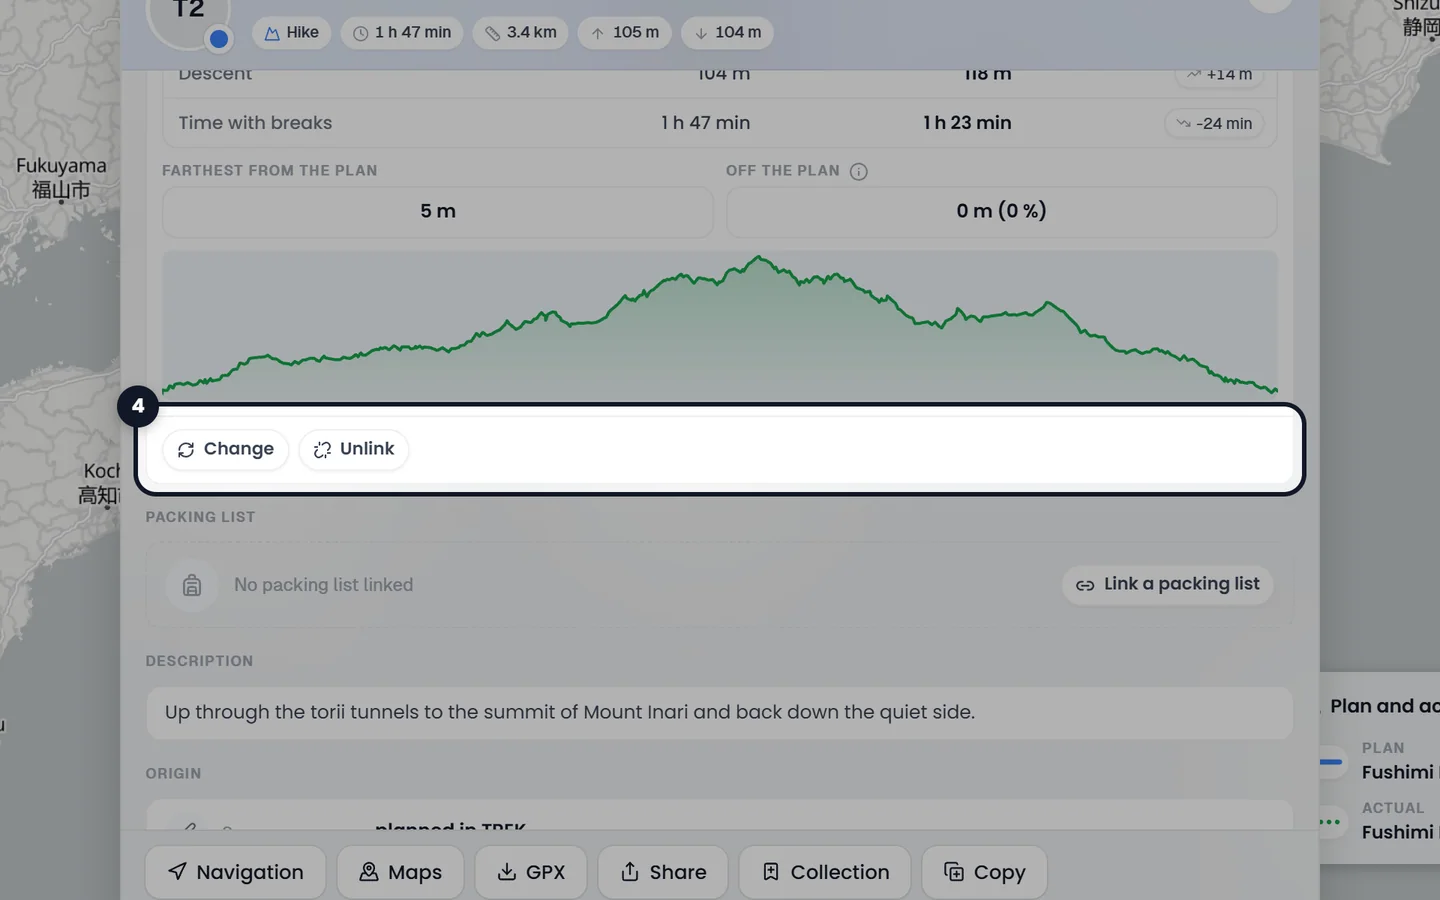 T2
Hike
1 h 47 min
3.4 km
105 m
104 m
Descent 104 m 118 m +14 m
Time with breaks 1 h 47 min 1 h 23 min -24 min
FARTHEST FROM THE PLAN
OFF THE PLAN
5 m
0 m (0 %)
4
Change
Unlink
PACKING LIST
No packing list linked
Link a packing list
DESCRIPTION
Up through the torii tunnels to the summit of Mount Inari and back down the quiet side.
ORIGIN
planned in TREK
Navigation
Maps
GPX
Share
Collection
Copy
Fukuyama
福山市
Koch
高知
Shizu
静岡
Plan and ac
PLAN
Fushimi
ACTUAL
Fushimi